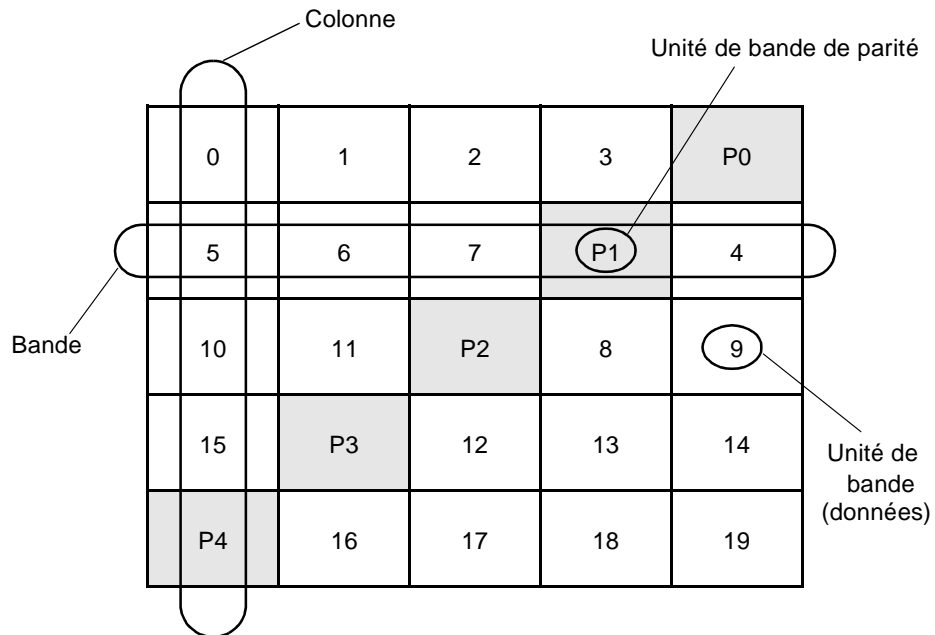 Colonne
Unité de bande de parité
0 1 2 3 P0
5 6 7 P1 4
Bande
10 11 P2 8 9
15 P3 12 13 14
Unité de
bande
(données)
P4 16 17 18 19